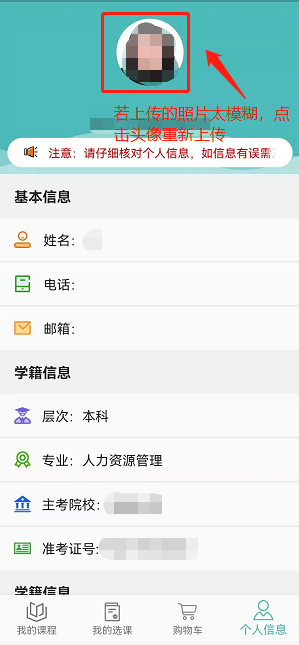 若上传的照片太模糊，点
击头像重新上传
注意：请仔细核对个人信息，如信息有误需
基本信息
姓名：
电话：
邮箱：
学籍信息
层次：本科
专业：人力资源管理
主考院校：
准考证号：
学籍信息
我的课程
我的选课
购物车
个人信息